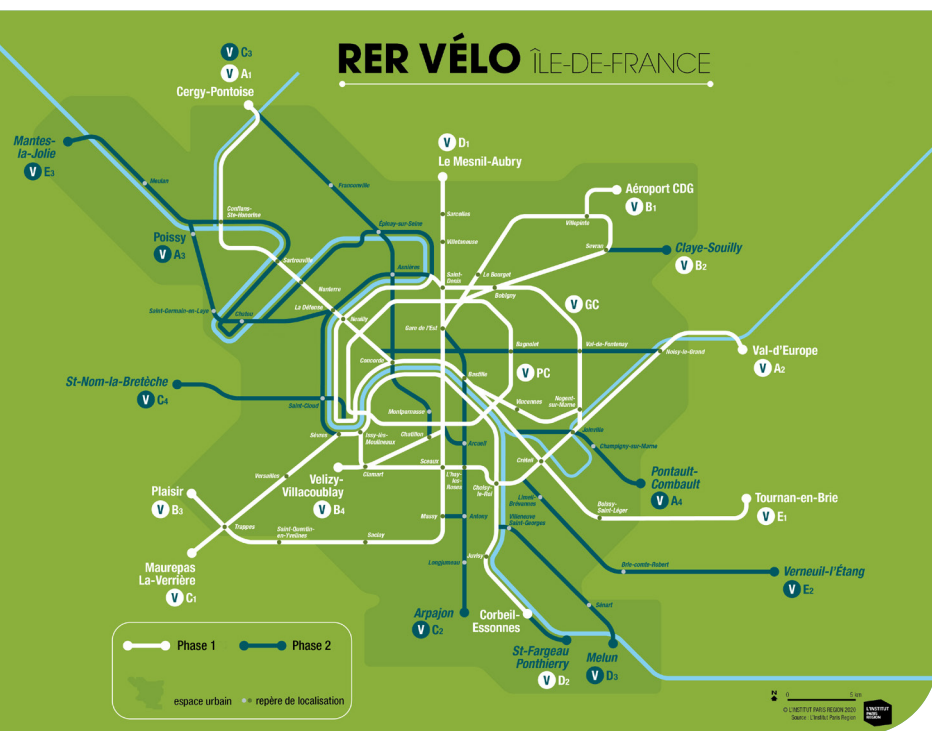 RER VÉLO ÎLE-DE-FRANCE
V C3
V A1
Cergy-Pontoise
Mantes-
la-Jolie
V E3
V D1
Le Mesnil-Aubry
Meulan
Franconville
Aéroport CDG
V B1
Conflans-
Ste-Honorine
Sarcelles
Épinay-sur-Seine
Villepinte
Poissy
V A3
Villetaneuse
Sevran
Claye-Souilly
V B2
Sartrouville
Asnières
Saint-
Denis
Le Bourget
Nanterre
Bobigny
Saint-Germain-en-Laye
Chatou
La Défense
Neuilly
V GC
Gare de l'Est
Bagnolet
Val-de-Fontenay
Noisy-le-Grand
Val-d'Europe
V A2
Concorde
V PC
Bastille
St-Nom-la-Bretèche
V C4
Saint-Cloud
Montparnasse
Vincennes
Nogent-
sur-Marne
Sèvres
Issy-les-
Moulineaux
Chatillon
Arcueil
Joinville
Champigny-sur-Marne
Créteil
Versailles
Velizy-
Villacoublay
V B4
Clamart
Sceaux
L'hay-
les-
Roses
Choisy-
le-Roi
Pontault-
Combault
V A4
Plaisir
V B3
Limeil-
Brévannes
Boissy-
Saint-Léger
Tournan-en-Brie
V E1
Trappes
Saint-Quentin-
en-Yvelines
Saclay
Massy
Antony
Villeneuve
Saint-Georges
Maurepas
La-Verrière
V C1
Longjumeau
Juvisy
Brie-comte-Robert
Verneuil-l'Étang
V E2
Arpajon
V C2
Corbeil-
Essonnes
Sénart
St-Fargeau
Ponthierry
V D2
Melun
V D3
Phase 1
Phase 2
espace urbain
repère de localisation
N
0
5 km
© L'INSTITUT PARIS REGION 2020
Source : L'Institut Paris Region
L'INSTITUT
PARIS
REGION